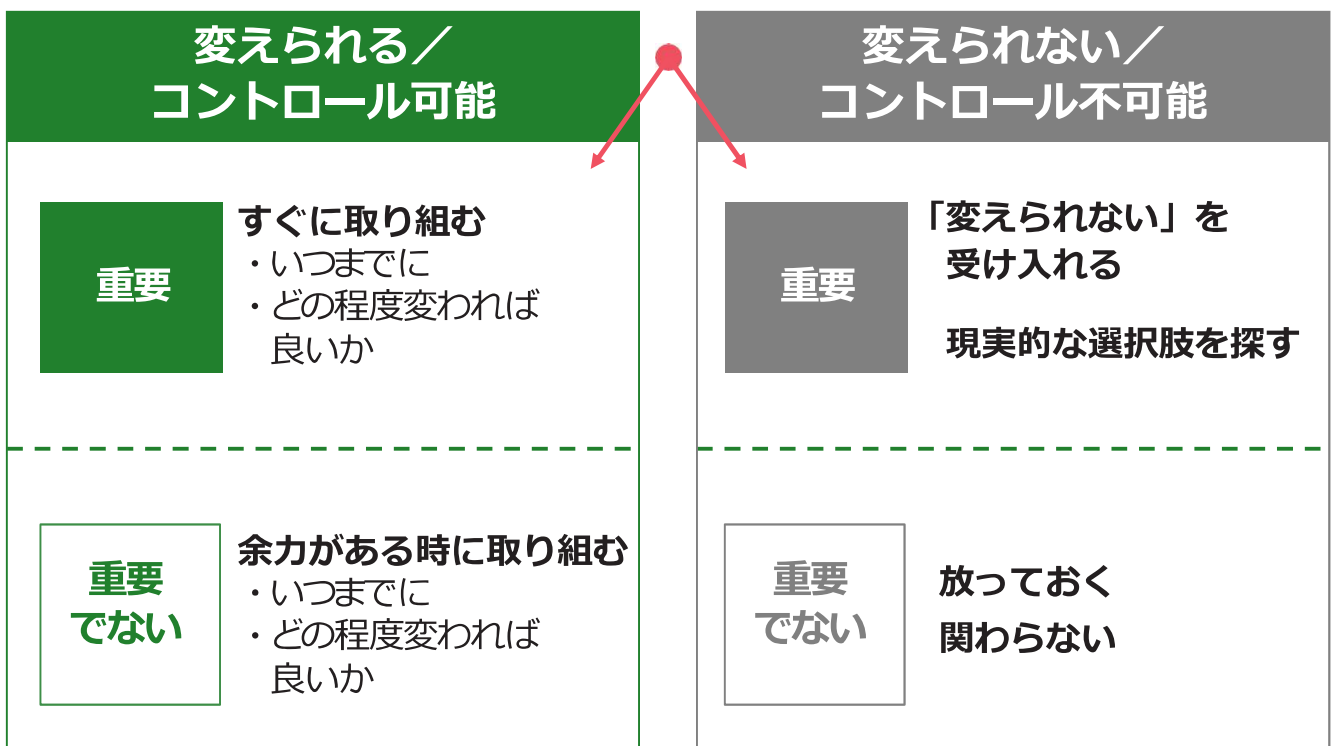 変えられる／
コントロール可能
重要
すぐに取り組む
・いつまでに
・どの程度変われば
良いか
重要
でない
余力がある時に取り組む
・いつまでに
・どの程度変われば
良いか
変えられない／
コントロール不可能
重要
「変えられない」を
受け入れる
現実的な選択肢を探す
重要
でない
放っておく
関わらない